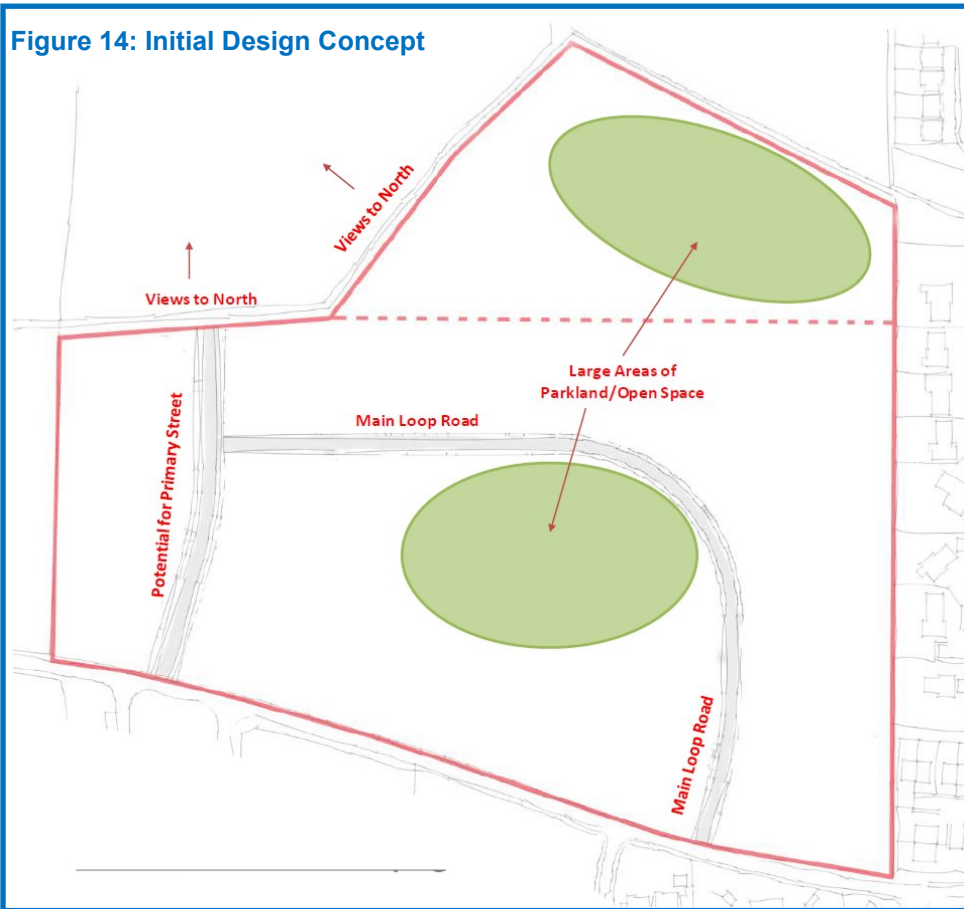 Figure 14: Initial Design Concept
Views to North
Views to North
Large Areas of
Parkland/Open Space
Main Loop Road
Potential for Primary Street
Main Loop Road